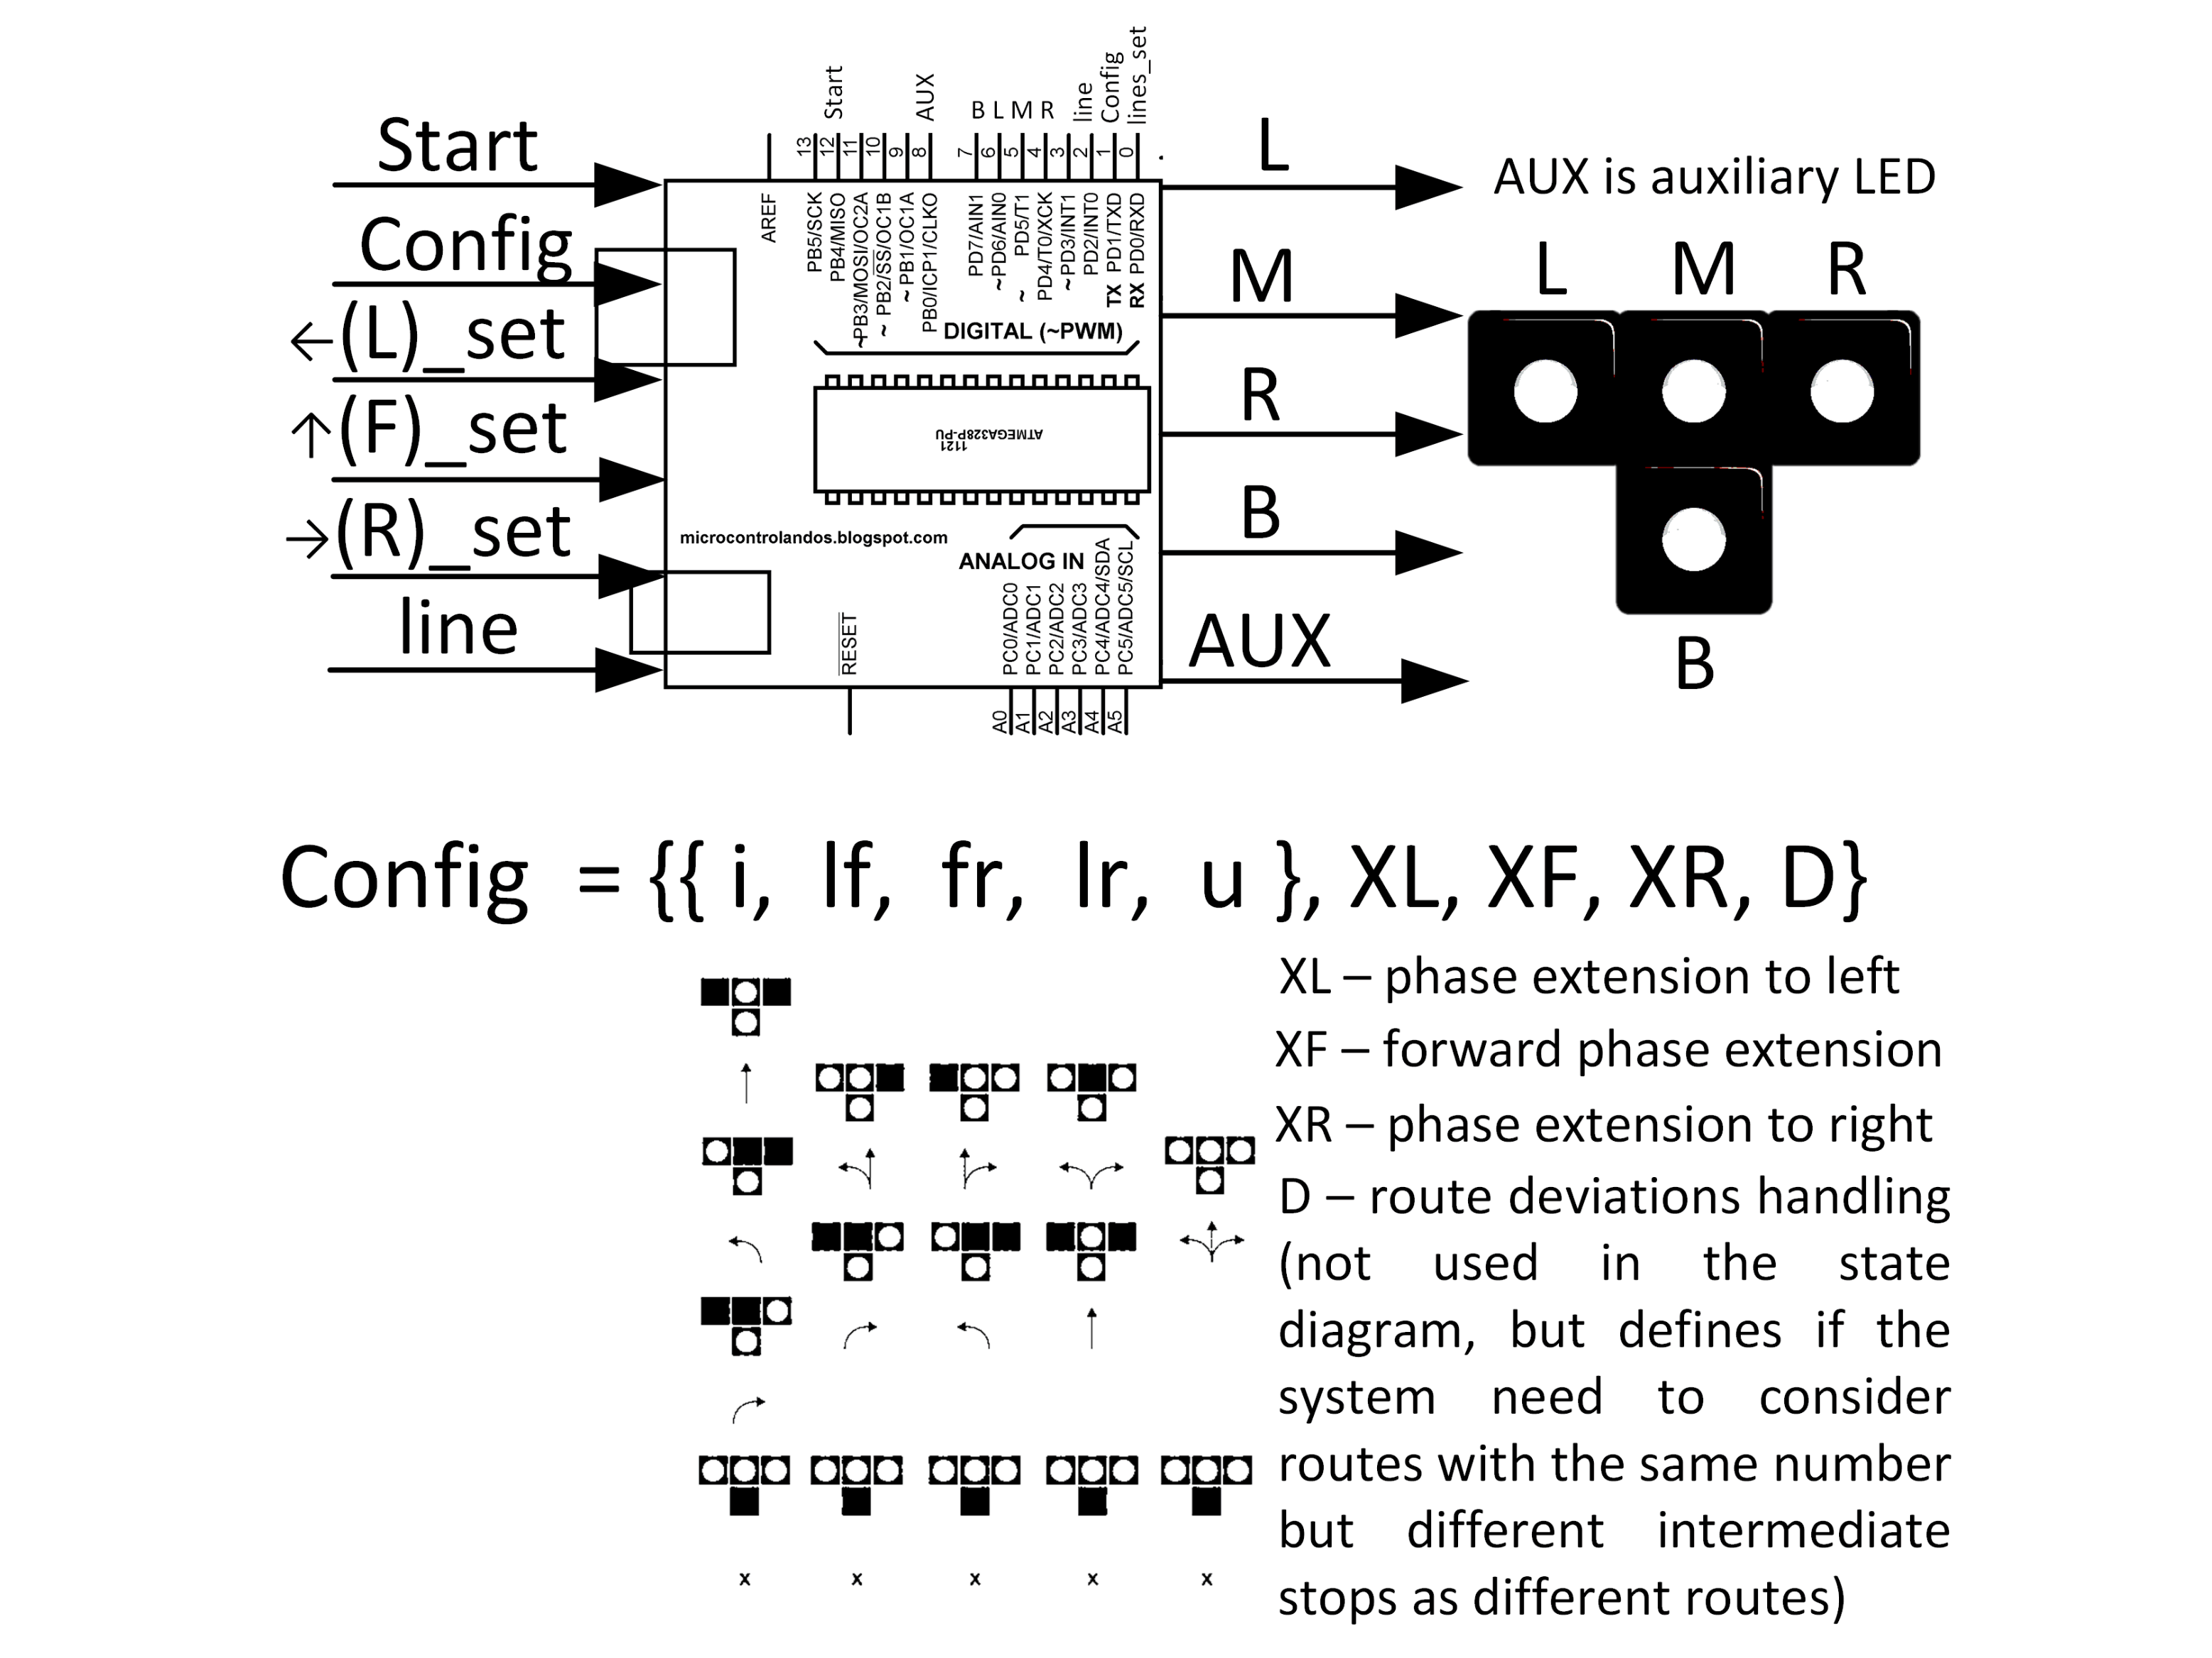 Start
Config
←(L)_set
↑(F)_set
→(R)_set
line
Start
AUX
B L M R
line
Config
lines_set
13
12
11
10
9
8
7
6
5
4
3
2
1
0
AREF
PB5/SCK
PB4/MISO
~PB3/MOSI/OC2A
~ PB2/SS/OC1B
~ PB1/OC1A
PB0/ICP1/CLKO
PD7/AIN1
~PD6/AIN0
~ PD5/T1
PD4/T0/XCK
~PD3/INT1
PD2/INT0
TX PD1/TXD
RX PD0/RXD
DIGITAL (~PWM)
ATMEGA328P-PU
1121
microcontrolandos.blogspot.com
ANALOG IN
RESET
PC0/ADC0
PC1/ADC1
PC2/ADC2
PC3/ADC3
PC4/ADC4/SDA
PC5/ADC5/SCL
A0
A1
A2
A3
A4
A5
L
M
R
B
AUX
AUX is auxiliary LED
L M R
B
Config = {{ i, lf, fr, lr, u }, XL, XF, XR, D}
XL – phase extension to left
XF – forward phase extension
XR – phase extension to right
D – route deviations handling
(not used in the state
diagram, but defines if the
system need to consider
routes with the same number
but different intermediate
stops as different routes)
x x x x x